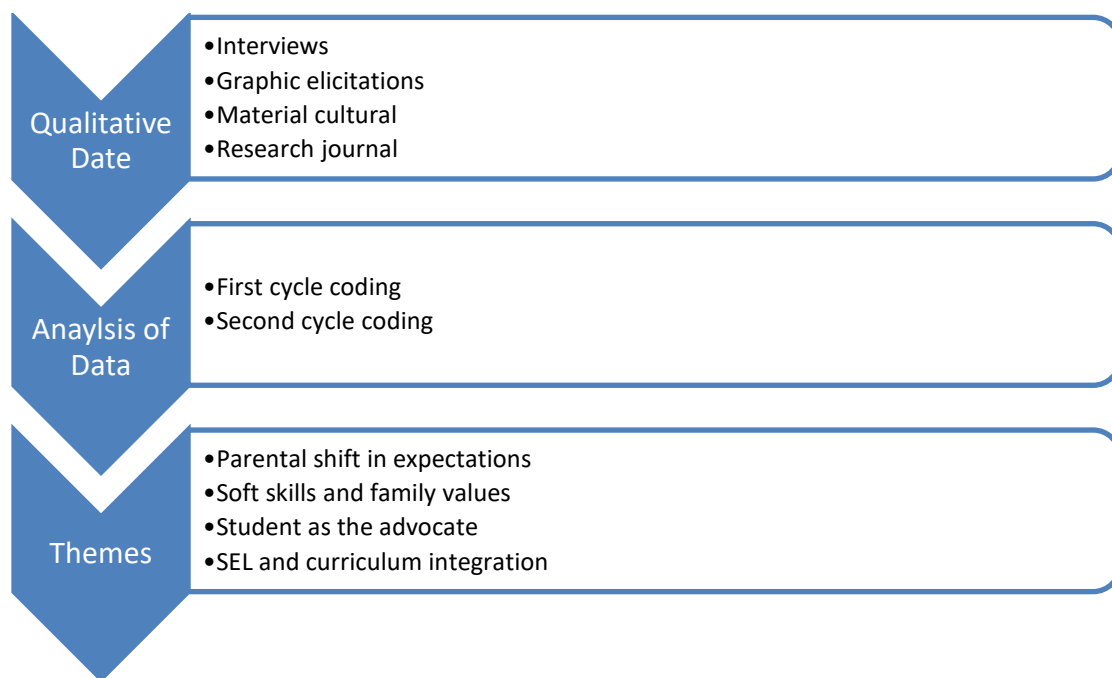 Qualitative
Date
•Interviews
•Graphic elicitations
•Material cultural
•Research journal
Anaylsis of
Data
•First cycle coding
•Second cycle coding
Themes
•Parental shift in expectations
•Soft skills and family values
•Student as the advocate
•SEL and curriculum integration